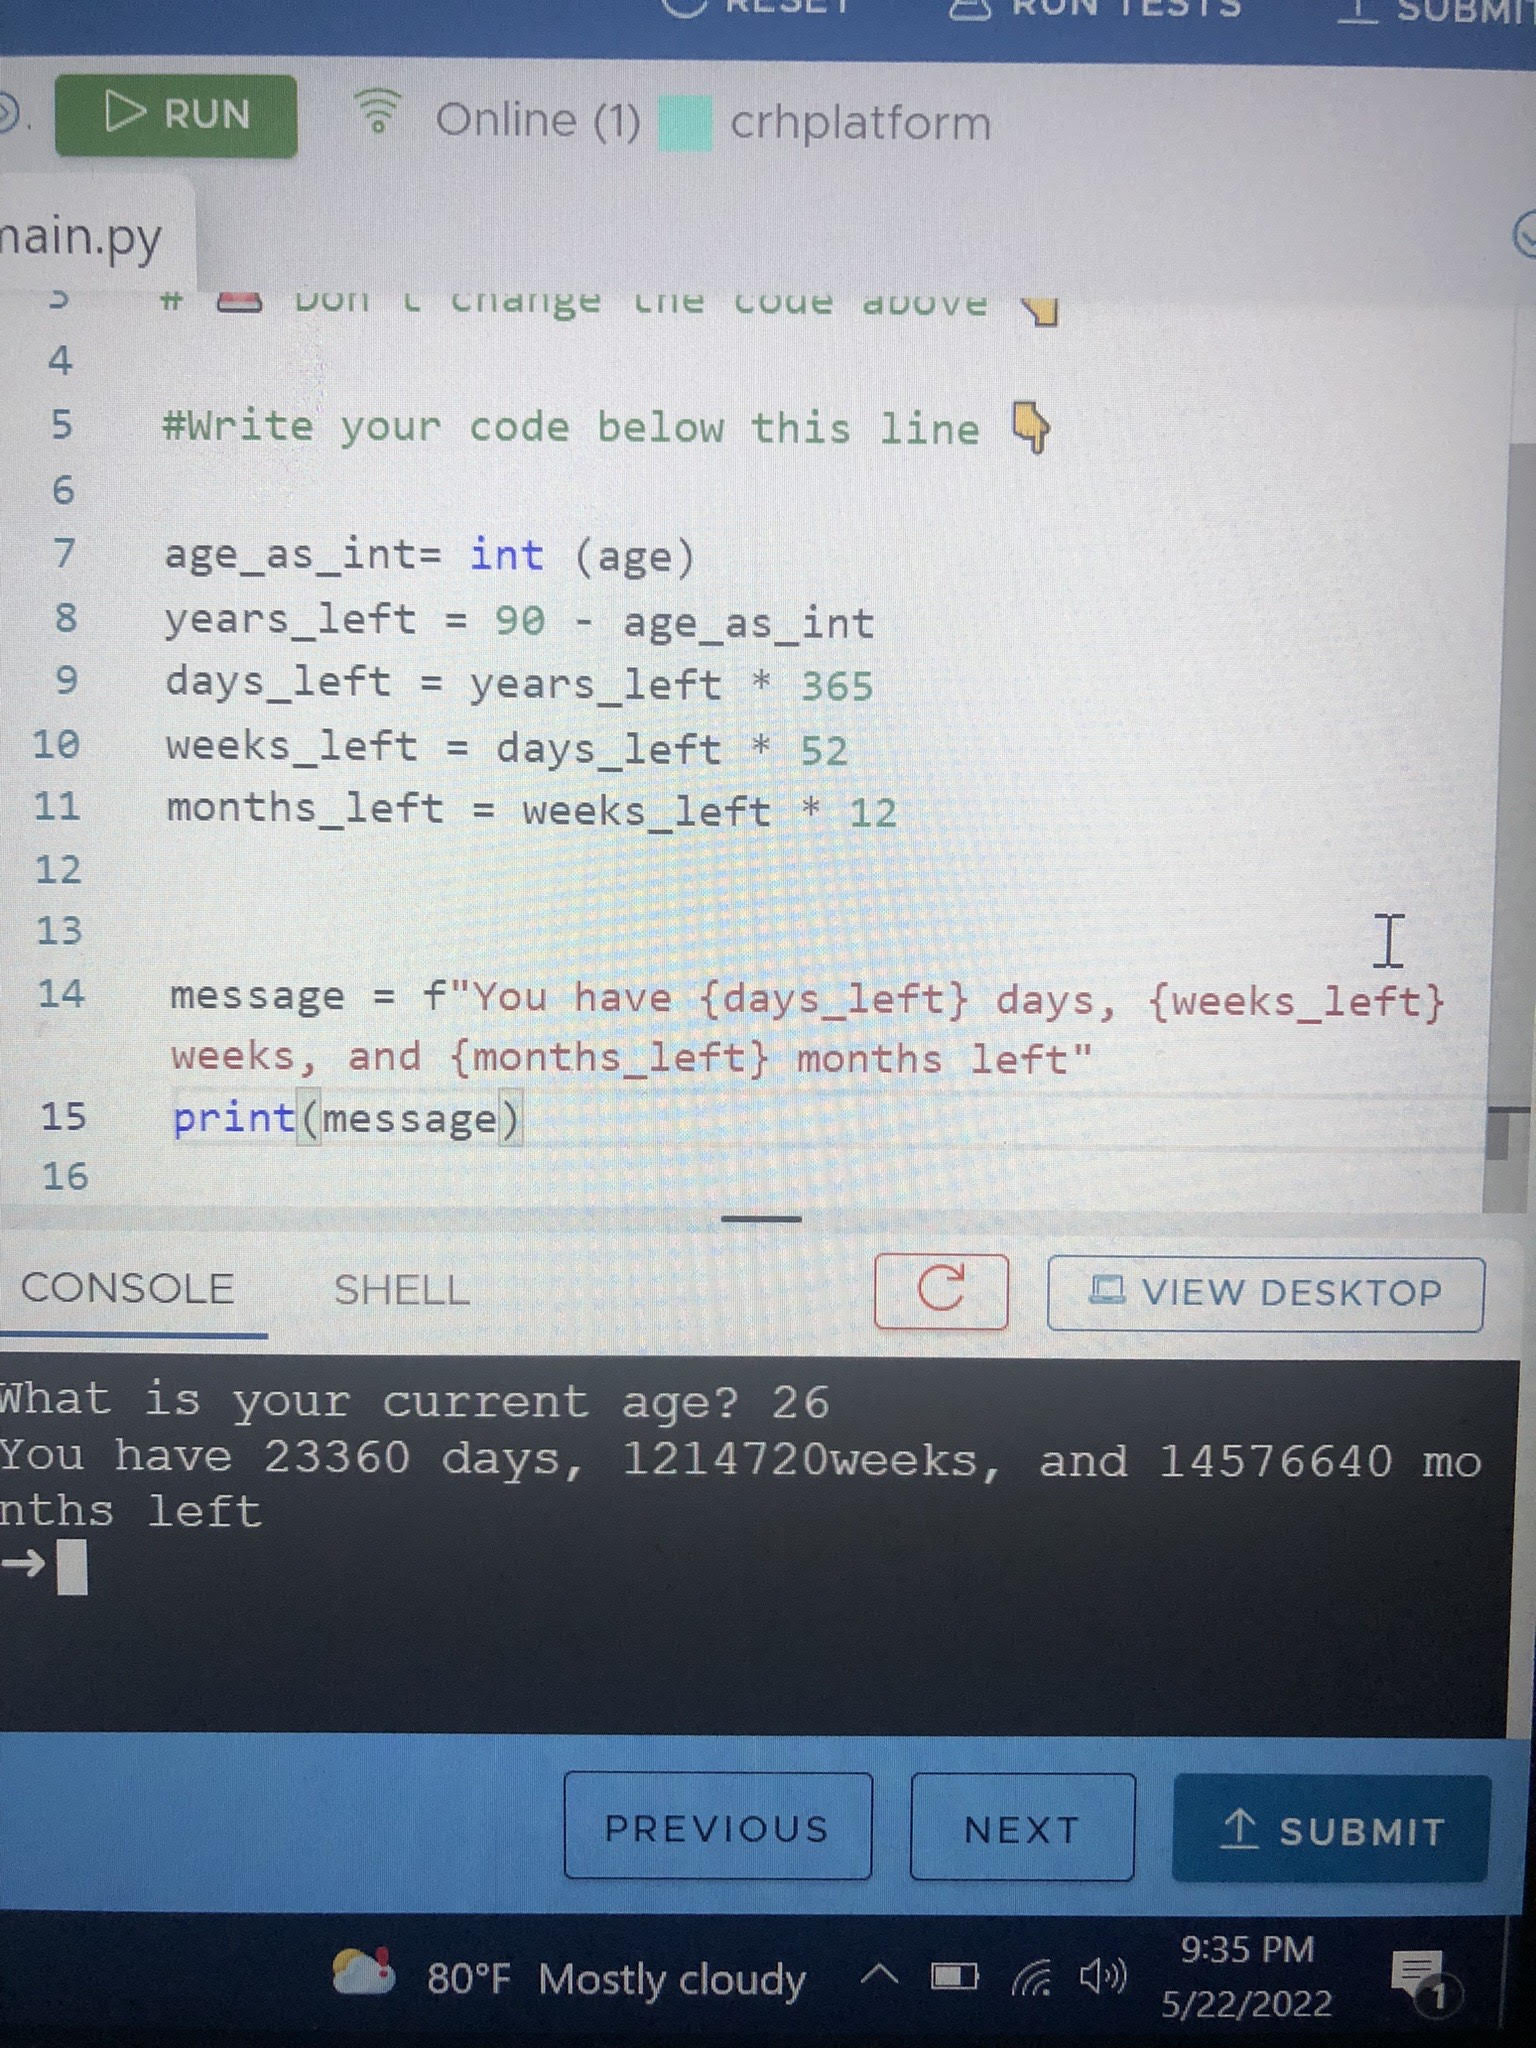 RESET RUN TESTS SUBMIT
RUN Online (1) crhplatform
main.py
3 # Don't change the code above
4
5 #Write your code below this line
6
7 age_as_int= int (age)
8 years_left = 90 - age_as_int
9 days_left = years_left * 365
10 weeks_left = days_left * 52
11 months_left = weeks_left * 12
12
13
14 message = f"You have {days_left} days, {weeks_left}
weeks, and {months_left} months left"
15 print(message)
16
CONSOLE SHELL VIEW DESKTOP
What is your current age? 26
You have 23360 days, 1214720weeks, and 14576640 mo
nths left
PREVIOUS NEXT SUBMIT
80°F Mostly cloudy 9:35 PM
5/22/2022 1